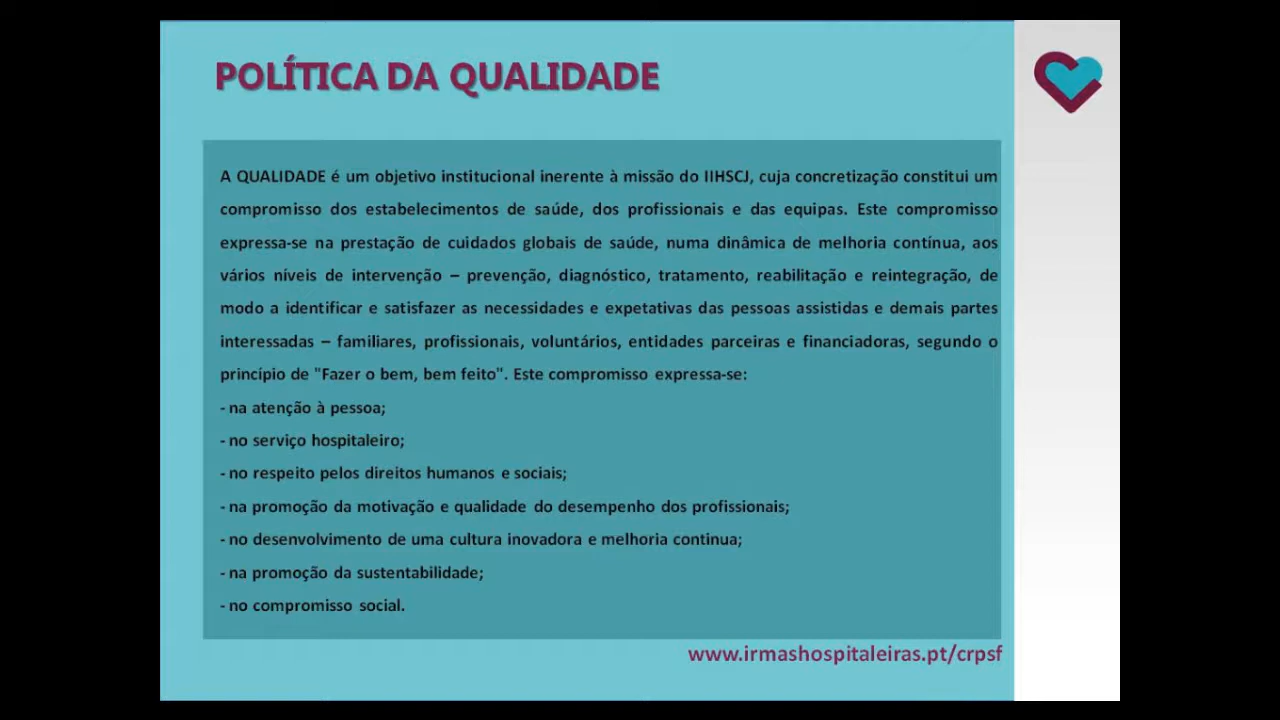 POLÍTICA DA QUALIDADE
A QUALIDADE é um objetivo institucional inerente à missão do IIHSCJ, cuja concretização constitui um
compromisso dos estabelecimentos de saúde, dos profissionais e das equipas. Este compromisso
expressa-se na prestação de cuidados globais de saúde, numa dinâmica de melhoria contínua, aos
vários níveis de intervenção – prevenção, diagnóstico, tratamento, reabilitação e reintegração, de
modo a identificar e satisfazer as necessidades e expetativas das pessoas assistidas e demais partes
interessadas – familiares, profissionais, voluntários, entidades parceiras e financiadoras, segundo o
princípio de "Fazer o bem, bem feito". Este compromisso expressa-se:
- na atenção à pessoa;
- no serviço hospitaleiro;
- no respeito pelos direitos humanos e sociais;
- na promoção da motivação e qualidade do desempenho dos profissionais;
- no desenvolvimento de uma cultura inovadora e melhoria continua;
- na promoção da sustentabilidade;
- no compromisso social.
www.irmashospitaleiras.pt/crpsf